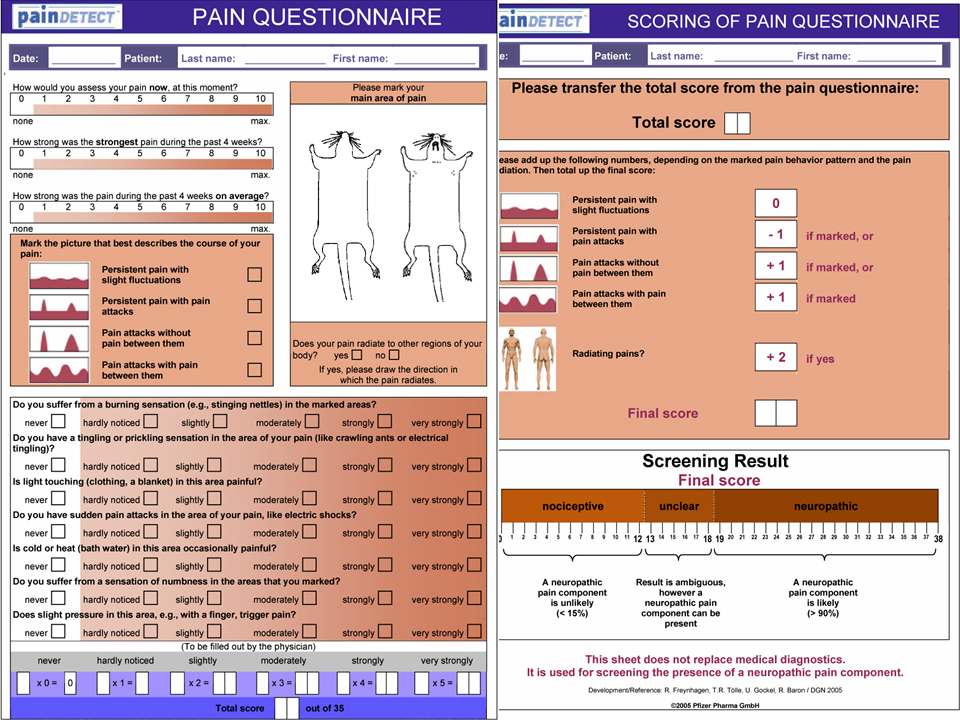 painDETECT
PAIN QUESTIONNAIRE
Date: Patient: Last name: First name:
How would you assess your pain now, at this moment?
0 1 2 3 4 5 6 7 8 9 10
none max.
How strong was the strongest pain during the past 4 weeks?
0 1 2 3 4 5 6 7 8 9 10
none max.
How strong was the pain during the past 4 weeks on average?
0 1 2 3 4 5 6 7 8 9 10
none max.
Mark the picture that best describes the course of your
pain:
Persistent pain with
slight fluctuations
Persistent pain with pain
attacks
Pain attacks without
pain between them
Pain attacks with pain
between them
Please mark your
main area of pain
Does your pain radiate to other regions of your
body? yes no
If yes, please draw the direction in
which the pain radiates.
Do you suffer from a burning sensation (e.g., stinging nettles) in the marked areas?
never hardly noticed slightly moderately strongly very strongly
Do you have a tingling or prickling sensation in the area of your pain (like crawling ants or electrical
tingling)?
never hardly noticed slightly moderately strongly very strongly
Is light touching (clothing, a blanket) in this area painful?
never hardly noticed slightly moderately strongly very strongly
Do you have sudden pain attacks in the area of your pain, like electric shocks?
never hardly noticed slightly moderately strongly very strongly
Is cold or heat (bath water) in this area occasionally painful?
never hardly noticed slightly moderately strongly very strongly
Do you suffer from a sensation of numbness in the areas that you marked?
never hardly noticed slightly moderately strongly very strongly
Does slight pressure in this area, e.g., with a finger, trigger pain?
never hardly noticed slightly moderately strongly very strongly
(To be filled out by the physician)
never hardly noticed slightly moderately strongly very strongly
x 0 = 0 x 1 = x 2 = x 3 = x 4 = x 5 =
Total score out of 35
painDETECT
SCORING OF PAIN QUESTIONNAIRE
e: Patient: Last name: First name:
Please transfer the total score from the pain questionnaire:
Total score
ease add up the following numbers, depending on the marked pain behavior pattern and the pain
diation. Then total up the final score:
Persistent pain with
slight fluctuations
0
Persistent pain with
pain attacks
- 1 if marked, or
Pain attacks without
pain between them
+ 1 if marked, or
Pain attacks with pain
between them
+ 1 if marked
Radiating pains?
+ 2 if yes
Final score
Screening Result
Final score
nociceptive unclear neuropathic
0 1 2 3 4 5 6 7 8 9 10 11 12 13 14 15 16 17 18 19 20 21 22 23 24 25 26 27 28 29 30 31 32 33 34 35 36 37 38
A neuropathic
pain component
is unlikely
(< 15%)
Result is ambiguous,
however a
neuropathic pain
component can be
present
A neuropathic
pain component
is likely
(> 90%)
This sheet does not replace medical diagnostics.
It is used for screening the presence of a neuropathic pain component.
Development/Reference: R. Freynhagen, T.R. Tölle, U. Gockel, R. Baron / DGN 2005
©2005 Pfizer Pharma GmbH